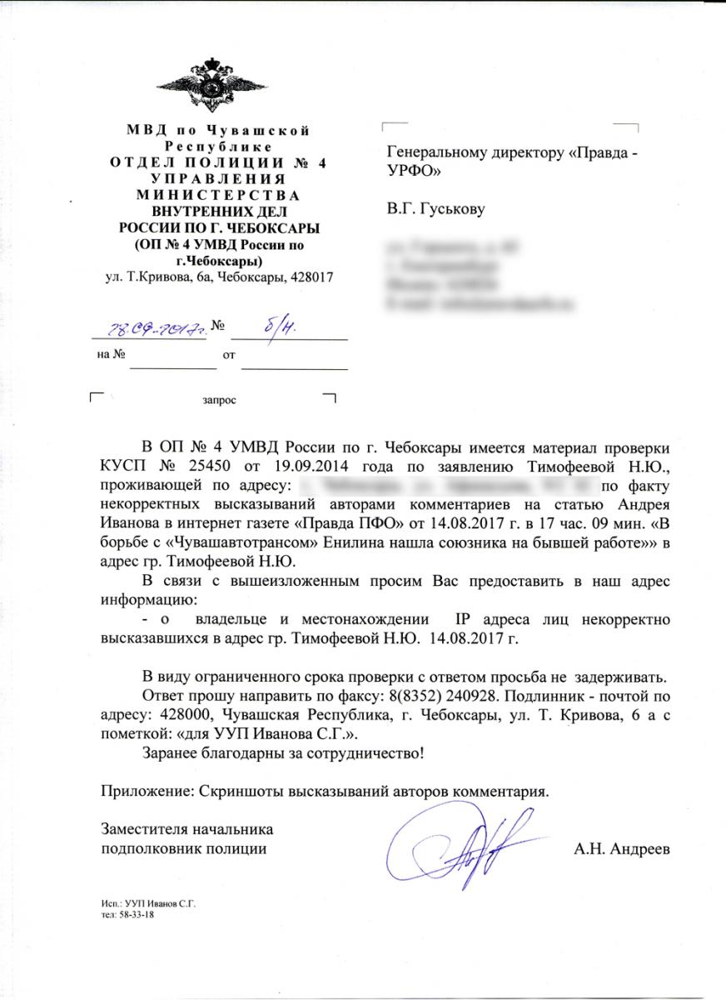 МВД по Чувашской
Республике
ОТДЕЛ ПОЛИЦИИ № 4
УПРАВЛЕНИЯ
МИНИСТЕРСТВА
ВНУТРЕННИХ ДЕЛ
РОССИИ ПО Г. ЧЕБОКСАРЫ
(ОП № 4 УМВД России по
г.Чебоксары)
ул. Т.Кривова, 6а, Чебоксары, 428017
28.09.2017г. № б/н.
на № от
запрос
Генеральному директору «Правда -
УРФО»
В.Г. Гуськову
В ОП № 4 УМВД России по г. Чебоксары имеется материал проверки
КУСП № 25450 от 19.09.2014 года по заявлению Тимофеевой Н.Ю.,
проживающей по адресу: по факту
некорректных высказываний авторами комментариев на статью Андрея
Иванова в интернет газете «Правда ПФО» от 14.08.2017 г. в 17 час. 09 мин. «В
борьбе с «Чувашавтотрансом» Енилина нашла союзника на бывшей работе»» в
адрес гр. Тимофеевой Н.Ю.
В связи с вышеизложенным просим Вас предоставить в наш адрес
информацию:
- о владельце и местонахождении IP адреса лиц некорректно
высказавшихся в адрес гр. Тимофеевой Н.Ю. 14.08.2017 г.
В виду ограниченного срока проверки с ответом просьба не задерживать.
Ответ прошу направить по факсу: 8(8352) 240928. Подлинник - почтой по
адресу: 428000, Чувашская Республика, г. Чебоксары, ул. Т. Кривова, 6 а с
пометкой: «для УУП Иванова С.Г.».
Заранее благодарны за сотрудничество!
Приложение: Скриншоты высказываний авторов комментария.
Заместителя начальника
подполковник полиции А.Н. Андреев
Исп.: УУП Иванов С.Г.
тел: 58-33-18